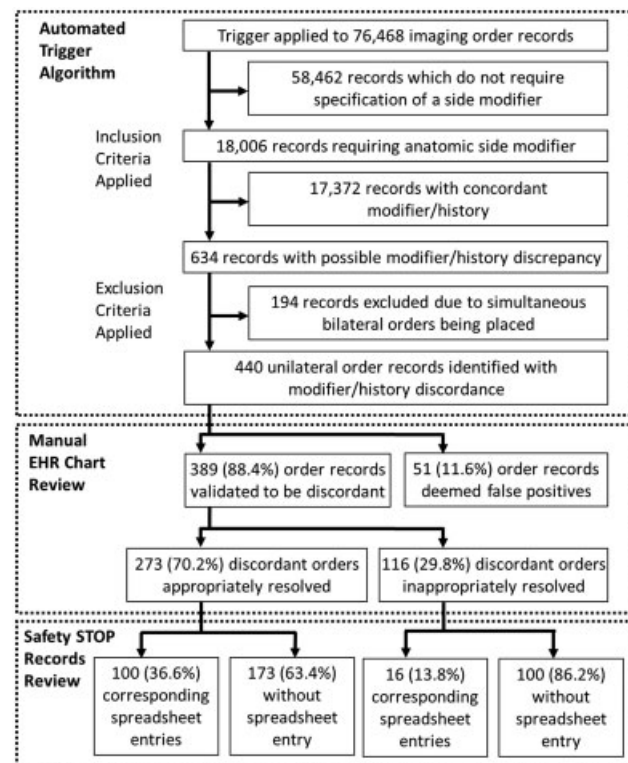 Automated
Trigger
Algorithm
Trigger applied to 76,468 imaging order records
58,462 records which do not require
specification of a side modifier
Inclusion
Criteria
Applied
18,006 records requiring anatomic side modifier
17,372 records with concordant
modifier/history
634 records with possible modifier/history discrepancy
Exclusion
Criteria
Applied
194 records excluded due to simultaneous
bilateral orders being placed
440 unilateral order records identified with
modifier/history discordance
Manual
EHR Chart
Review
389 (88.4%) order records
validated to be discordant
51 (11.6%) order records
deemed false positives
273 (70.2%) discordant orders
appropriately resolved
116 (29.8%) discordant orders
inappropriately resolved
Safety STOP
Records
Review
100 (36.6%)
corresponding
spreadsheet
entries
173 (63.4%)
without
spreadsheet
entry
16 (13.8%)
corresponding
spreadsheet
entries
100 (86.2%)
without
spreadsheet
entry